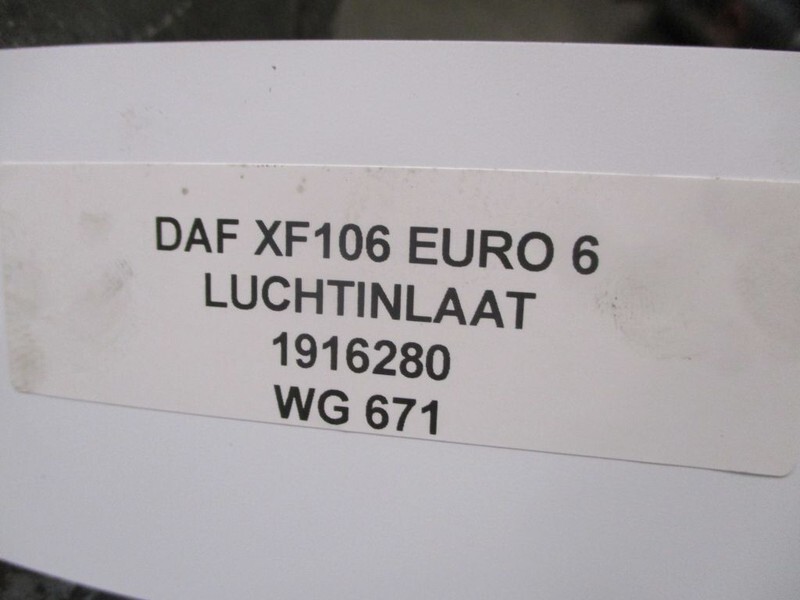 DAF XF106 EURO 6
LUCHTINLAAT
1916280
WG 671